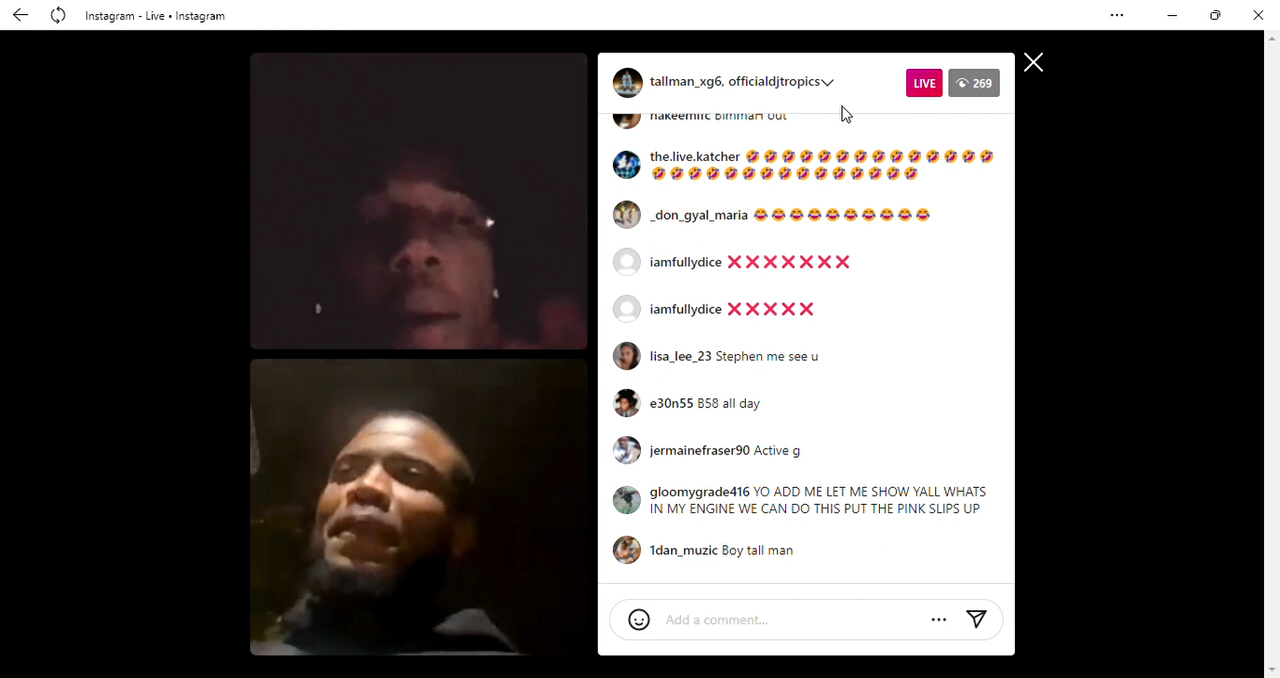 Instagram - Live • Instagram
tallman_xg6, officialdjtropics
LIVE
269
nakeemifc BimmaH out
the.live.katcher 🤣🤣🤣🤣🤣🤣🤣🤣🤣🤣🤣🤣🤣🤣
🤣🤣🤣🤣🤣🤣🤣🤣🤣🤣🤣🤣🤣🤣🤣
_don_gyal_maria 😂😂😂😂😂😂😂😂😂😂
iamfullydice ❌❌❌❌❌❌❌
iamfullydice ❌❌❌❌❌
lisa_lee_23 Stephen me see u
e30n55 B58 all day
jermainefraser90 Active g
gloomygrade416 YO ADD ME LET ME SHOW YALL WHATS
IN MY ENGINE WE CAN DO THIS PUT THE PINK SLIPS UP
1dan_muzic Boy tall man
Add a comment...